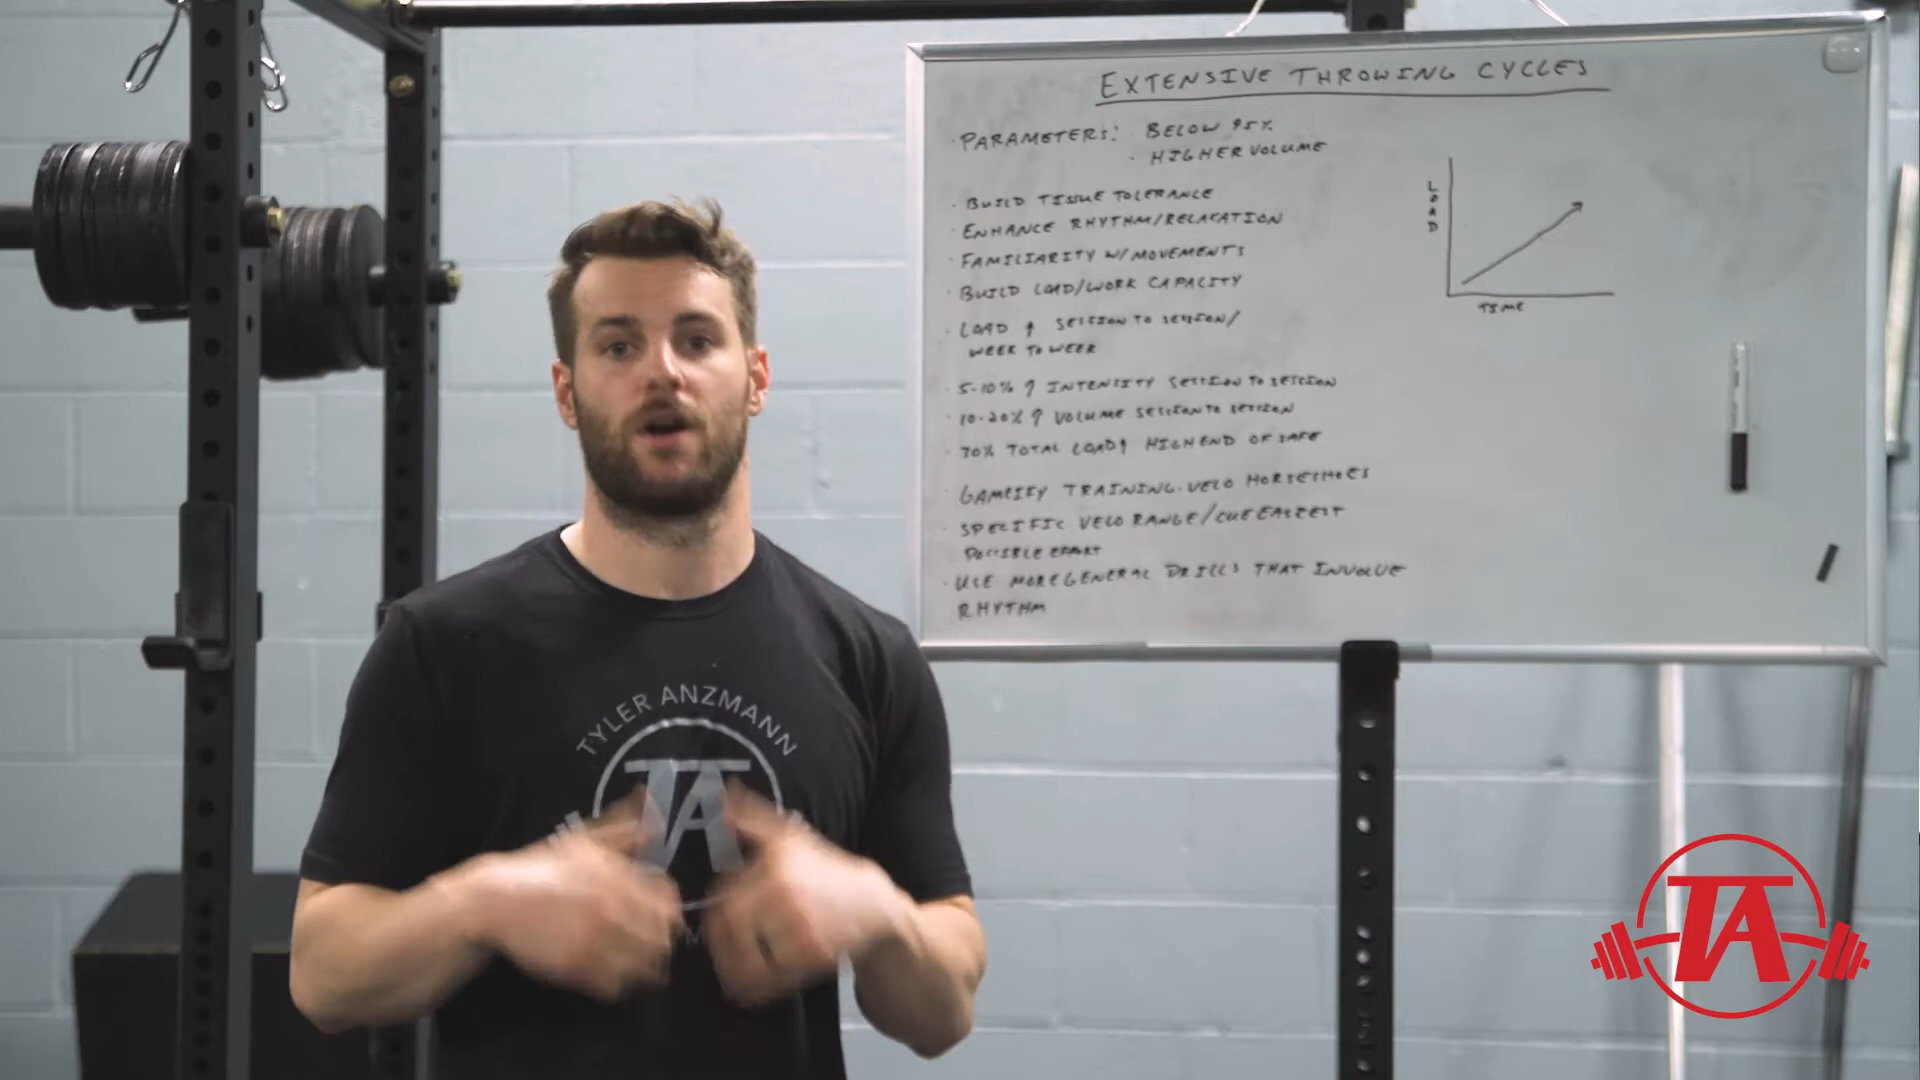 EXTENSIVE THROWING CYCLES
· PARAMETERS: · BELOW 95%
· HIGHER VOLUME
· BUILD TISSUE TOLERANCE
· ENHANCE RHYTHM/RELAXATION
· FAMILIARITY W/MOVEMENTS
· BUILD LOAD/WORK CAPACITY
· LOAD ↑ SESSION TO SESSION/
WEEK TO WEEK
· 5-10% ↑ INTENSITY SESSION TO SESSION
· 10-20% ↑ VOLUME SESSION TO SESSION
· 30% TOTAL LOAD↑ HIGH END OF SAFE
· GAMEIFY TRAINING-VELO HORSESHOES
· SPECIFIC VELO RANGE/CUE EASIEST
POSSIBLE EFFORT
· USE MORE GENERAL DRILLS THAT INVOLVE
RHYTHM
LOAD
TIME
TYLER ANZMANN
TA
TA